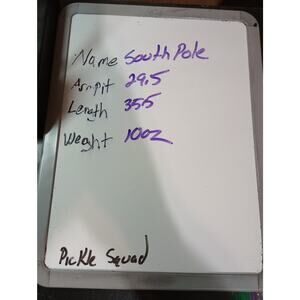 Name South Pole
Armpit 29.5
Length 35.5
Weight 10oz
Pickle Squad